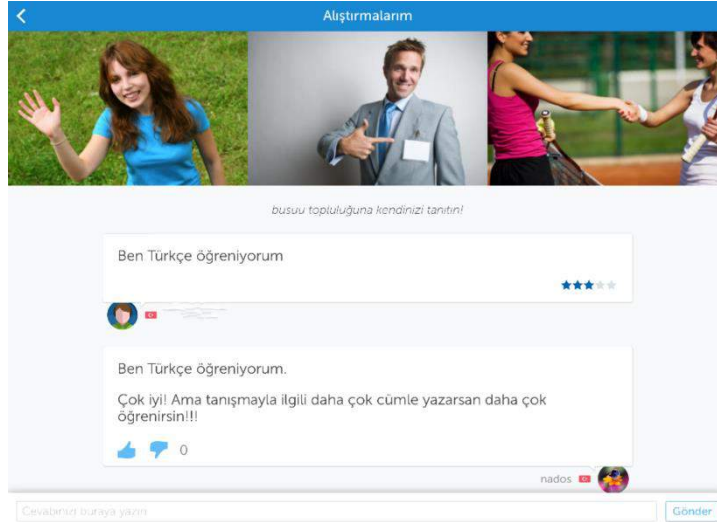 Alıştırmalarım
busuu topluluğuna kendinizi tanıtın!
Ben Türkçe öğreniyorum
Ben Türkçe öğreniyorum.
Çok iyi! Ama tanışmayla ilgili daha çok cümle yazarsan daha çok
öğrenirsin!!!
0
nados
Cevabınızı buraya yazın
Gönder